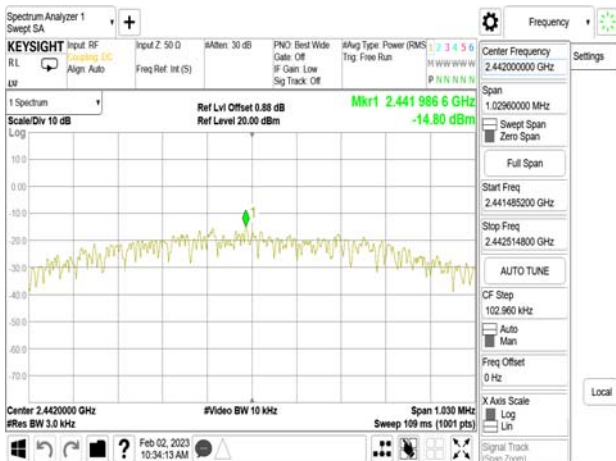 Spectrum Analyzer 1
Swept SA
+
Frequency
KEYSIGHT
RL
Input: RF
Coupling: DC
Align: Auto
Input Z: 50 Ω
Freq Ref: Int (S)
#Atten: 30 dB
PNO: Best Wide
Gate: Off
IF Gain: Low
Sig Track: Off
#Avg Type: Power (RMS
Trig: Free Run
1 2 3 4 5 6
M W W W W W
P N N N N N
Center Frequency
2.442000000 GHz
Settings
Span
1.02960000 MHz
Swept Span
Zero Span
Full Span
Start Freq
2.441485200 GHz
Stop Freq
2.442514800 GHz
AUTO TUNE
CF Step
102.960 kHz
Auto
Man
Freq Offset
0 Hz
X Axis Scale
Log
Lin
Signal Track
(Span Zoom)
Local
1 Spectrum
Scale/Div 10 dB
Ref Lvl Offset 0.88 dB
Ref Level 20.00 dBm
Mkr1 2.441 986 6 GHz
-14.80 dBm
Log
10.0
0.00
-10.0
-20.0
-30.0
-40.0
-50.0
-60.0
-70.0
1
Center 2.4420000 GHz
#Res BW 3.0 kHz
#Video BW 10 kHz
Span 1.030 MHz
Sweep 109 ms (1001 pts)
?
Feb 02, 2023
10:34:13 AM